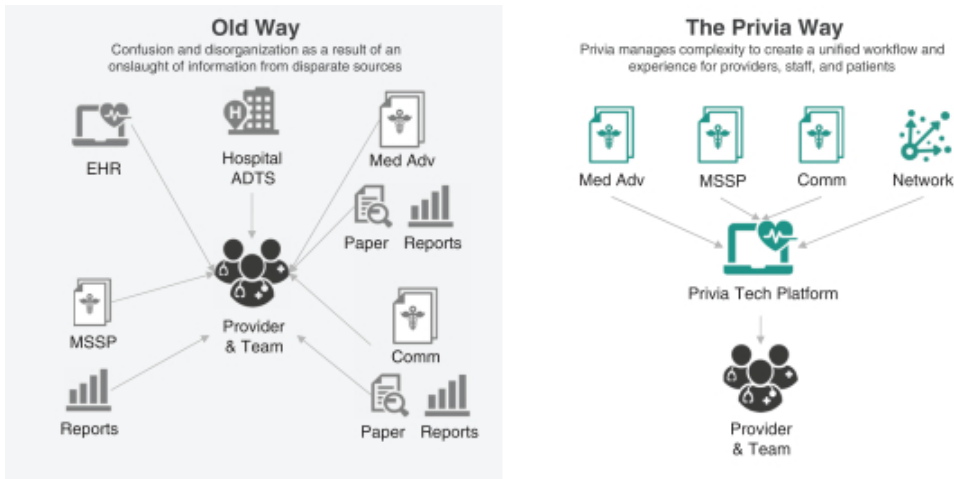 Old Way
Confusion and disorganization as a result of an
onslaught of information from disparate sources
EHR
Hospital
ADTS
Med Adv
Paper
Reports
MSSP
Provider
& Team
Comm
Reports
Paper
Reports
The Privia Way
Privia manages complexity to create a unified workflow and
experience for providers, staff, and patients
Med Adv
MSSP
Comm
Network
Privia Tech Platform
Provider
& Team